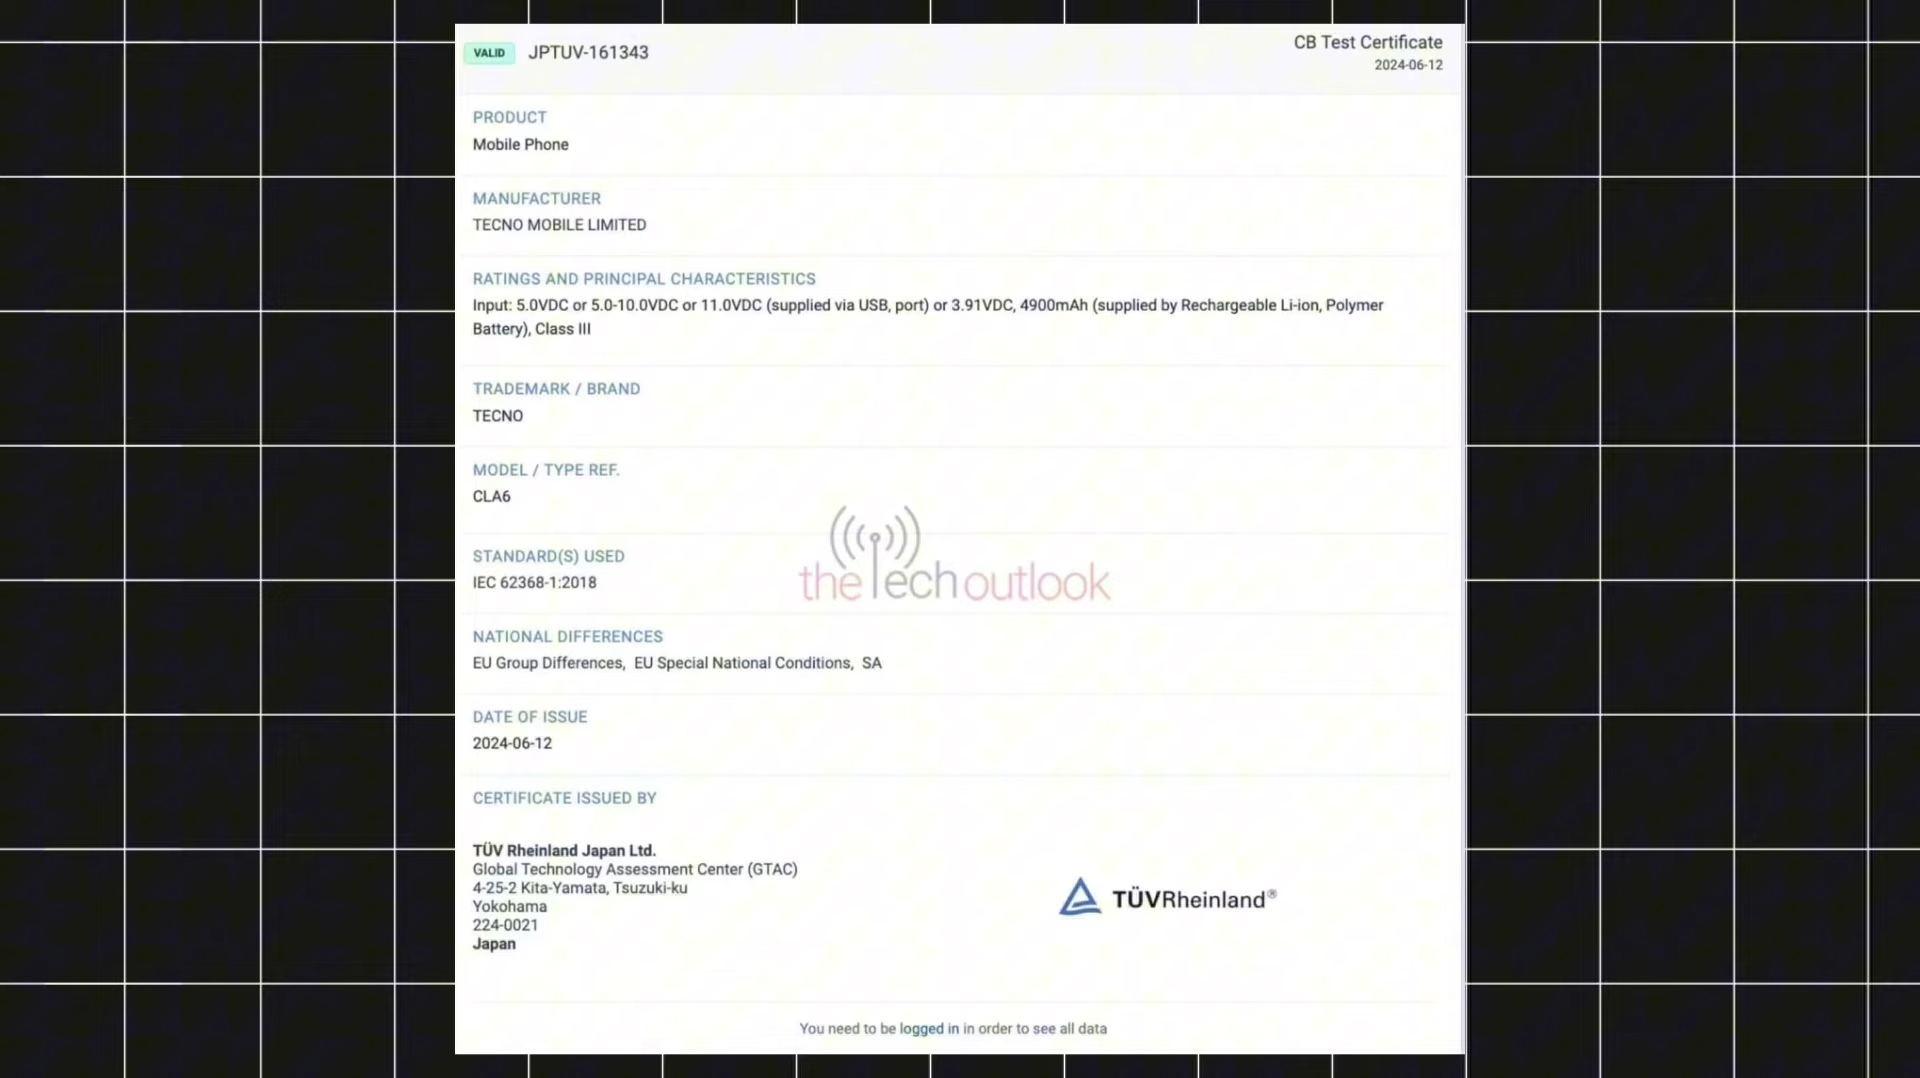 VALID JPTUV-161343
CB Test Certificate
2024-06-12
PRODUCT
Mobile Phone
MANUFACTURER
TECNO MOBILE LIMITED
RATINGS AND PRINCIPAL CHARACTERISTICS
Input: 5.0VDC or 5.0-10.0VDC or 11.0VDC (supplied via USB, port) or 3.91VDC, 4900mAh (supplied by Rechargeable Li-ion, Polymer
Battery), Class III
TRADEMARK / BRAND
TECNO
MODEL / TYPE REF.
CLA6
STANDARD(S) USED
IEC 62368-1:2018
theTechoutlook
NATIONAL DIFFERENCES
EU Group Differences, EU Special National Conditions, SA
DATE OF ISSUE
2024-06-12
CERTIFICATE ISSUED BY
TÜV Rheinland Japan Ltd.
Global Technology Assessment Center (GTAC)
4-25-2 Kita-Yamata, Tsuzuki-ku
Yokohama
224-0021
Japan
TÜVRheinland®
You need to be logged in in order to see all data